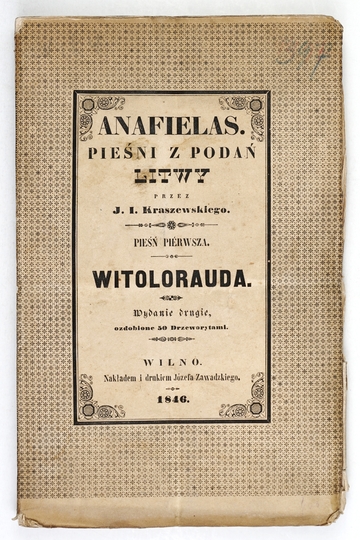 ANAFIELAS.
PIEŚNI Z PODAŃ
LITWY
PRZEZ
J. I. Kraszewskiego.
PIEŚŃ PIÉRWSZA.
WITOLORAUDA.
Wydanie drugie,
ozdobione 50 Drzeworytami.
WILNO.
Nakładem i drukiem Józefa Zawadzkiego.
1846.